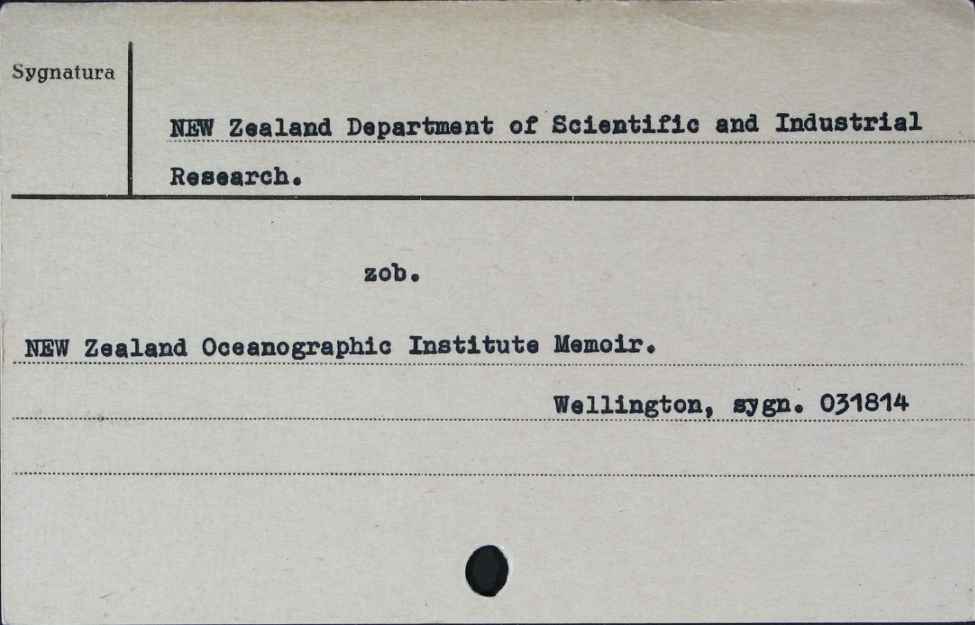 Sygnatura
NEW Zealand Department of Scientific and Industrial
Research.
zob.
NEW Zealand Oceanographic Institute Memoir.
Wellington, sygn. 031814